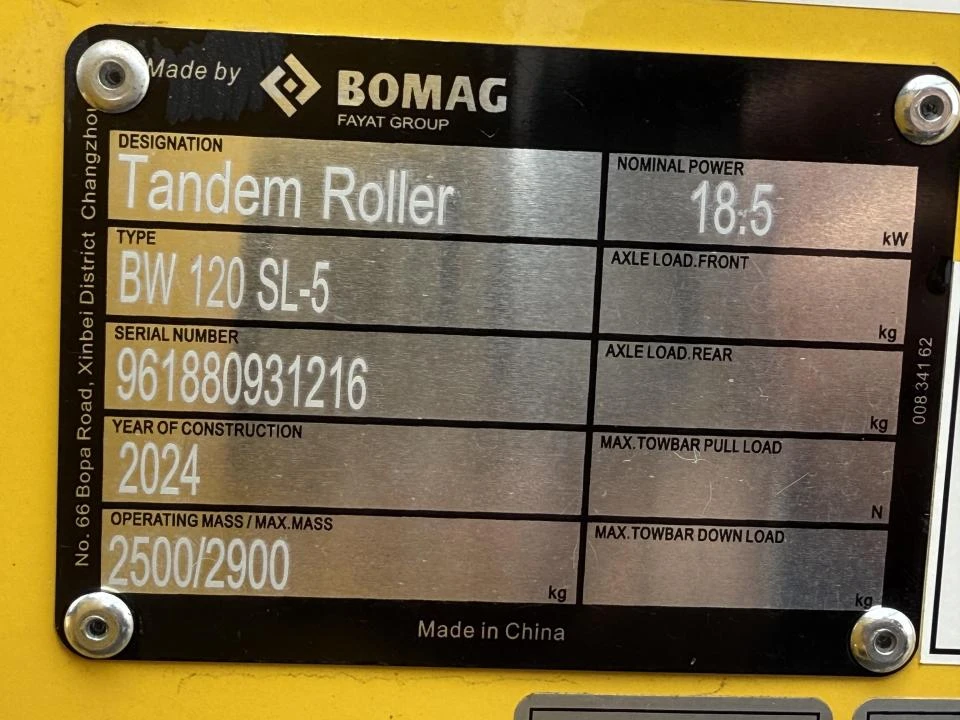 Made by
BOMAG
FAYAT GROUP
DESIGNATION
Tandem Roller
NOMINAL POWER
18.5
kW
TYPE
BW 120 SL-5
AXLE LOAD.FRONT
kg
SERIAL NUMBER
961880931216
AXLE LOAD.REAR
kg
YEAR OF CONSTRUCTION
2024
MAX.TOWBAR PULL LOAD
N
OPERATING MASS / MAX.MASS
2500/2900
kg
MAX.TOWBAR DOWN LOAD
kg
Made in China
No. 66 Bopa Road, Xinbei District Changzhou
008 341 62